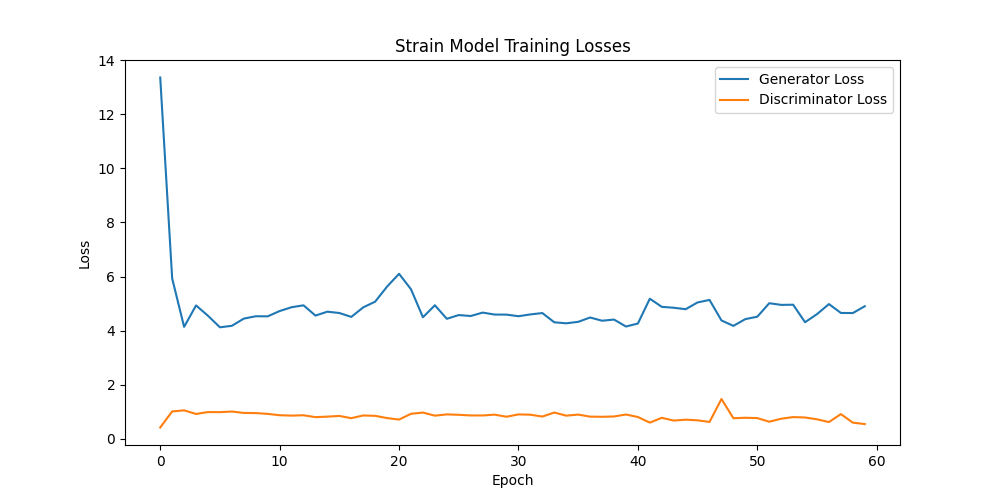 Strain Model Training Losses
Generator Loss
Discriminator Loss
Loss
14
12
10
8
6
4
2
0
0 10 20 30 40 50 60
Epoch